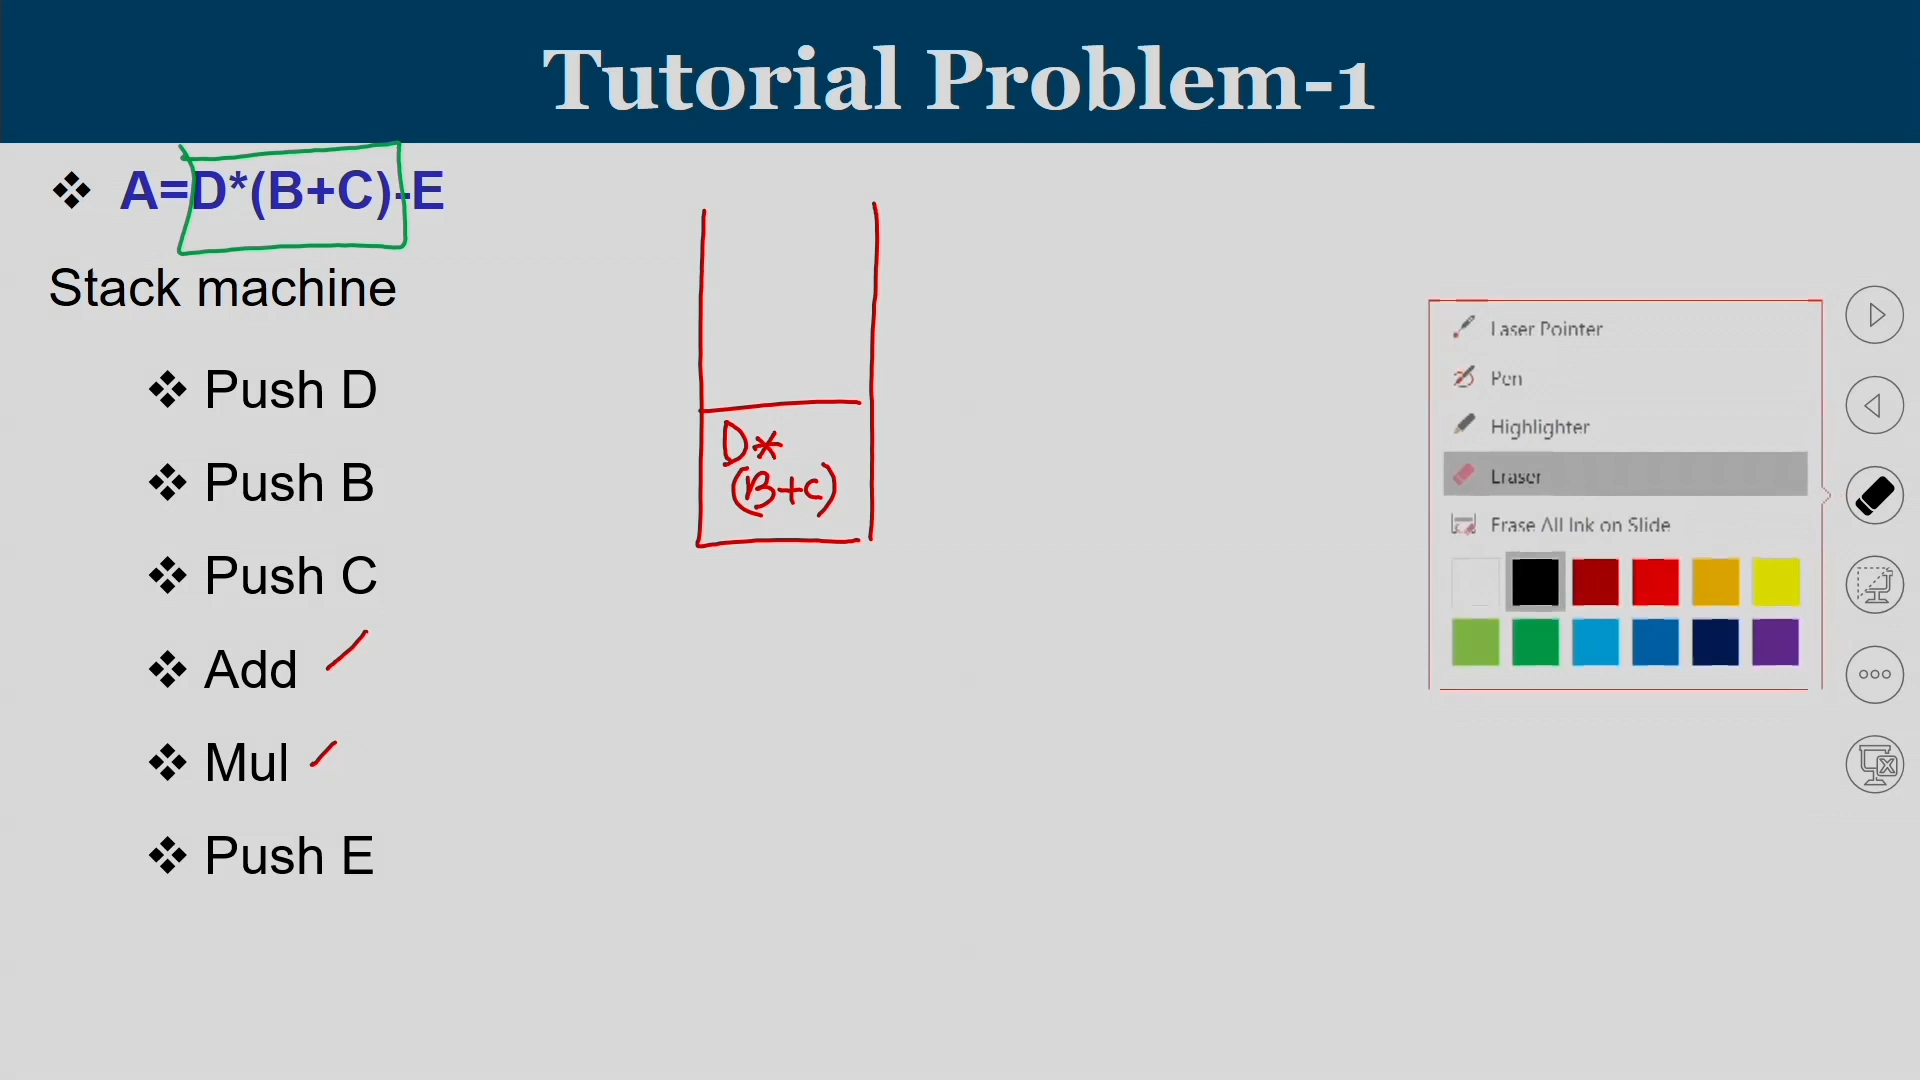 Tutorial Problem-1
❖ A=D*(B+C)-E
Stack machine
❖ Push D
❖ Push B
❖ Push C
❖ Add
❖ Mul
❖ Push E
D*
(B+C)
Laser Pointer
Pen
Highlighter
Eraser
Erase All Ink on Slide